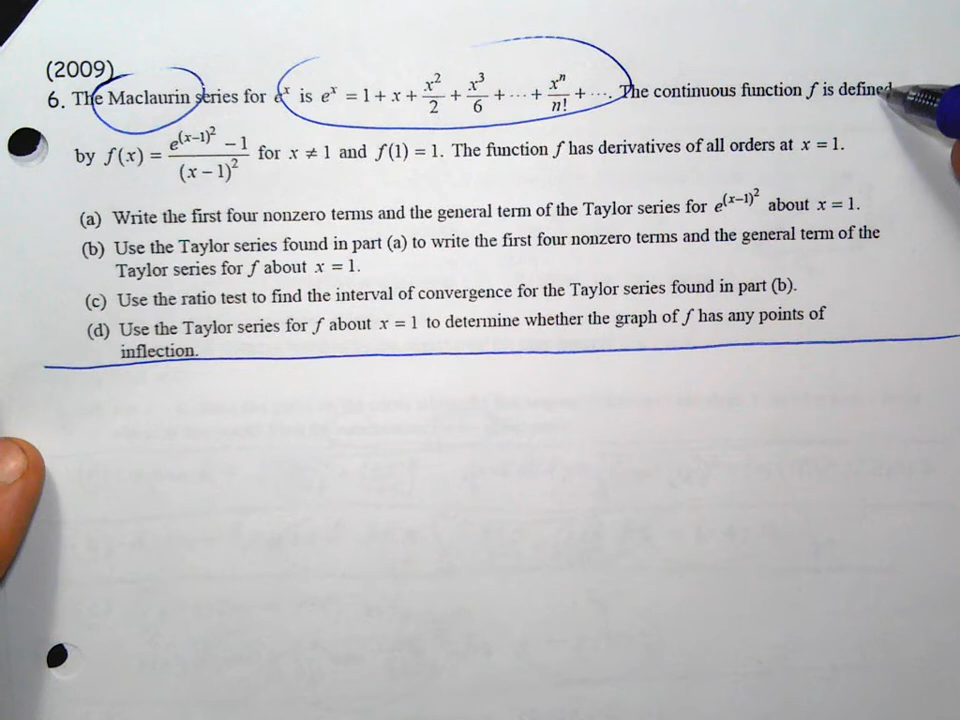 (2009)
6. The Maclaurin series for e^x is e^x = 1 + x + x^2/2 + x^3/6 + ⋯ + x^n/n! + ⋯. The continuous function f is defined
by f(x) = (e^{(x−1)^2} − 1)/(x − 1)^2 for x ≠ 1 and f(1) = 1. The function f has derivatives of all orders at x = 1.
(a) Write the first four nonzero terms and the general term of the Taylor series for e^{(x−1)^2} about x = 1.
(b) Use the Taylor series found in part (a) to write the first four nonzero terms and the general term of the
Taylor series for f about x = 1.
(c) Use the ratio test to find the interval of convergence for the Taylor series found in part (b).
(d) Use the Taylor series for f about x = 1 to determine whether the graph of f has any points of
inflection.